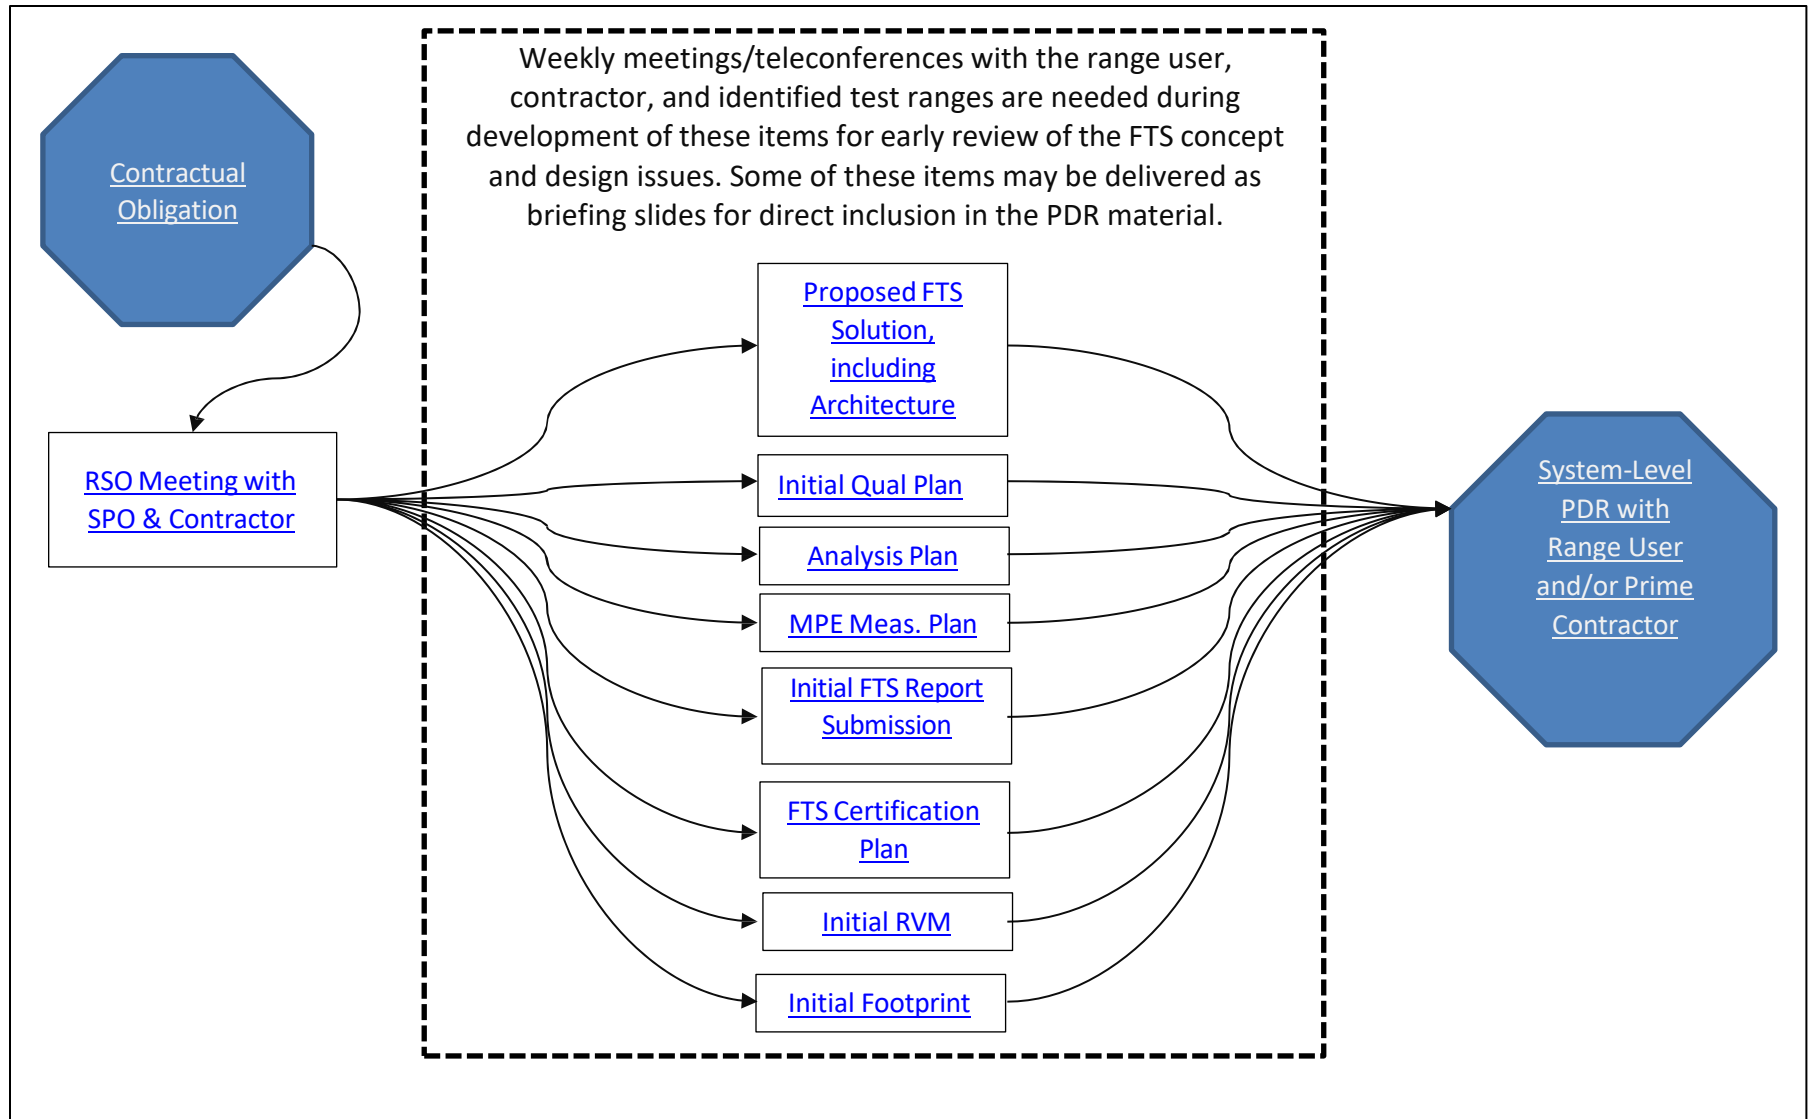 Contractual
Obligation
Weekly meetings/teleconferences with the range user,
contractor, and identified test ranges are needed during
development of these items for early review of the FTS concept
and design issues. Some of these items may be delivered as
briefing slides for direct inclusion in the PDR material.
RSO Meeting with
SPO & Contractor
Proposed FTS
Solution,
including
Architecture
Initial Qual Plan
Analysis Plan
MPE Meas. Plan
Initial FTS Report
Submission
FTS Certification
Plan
Initial RVM
Initial Footprint
System-Level
PDR with
Range User
and/or Prime
Contractor